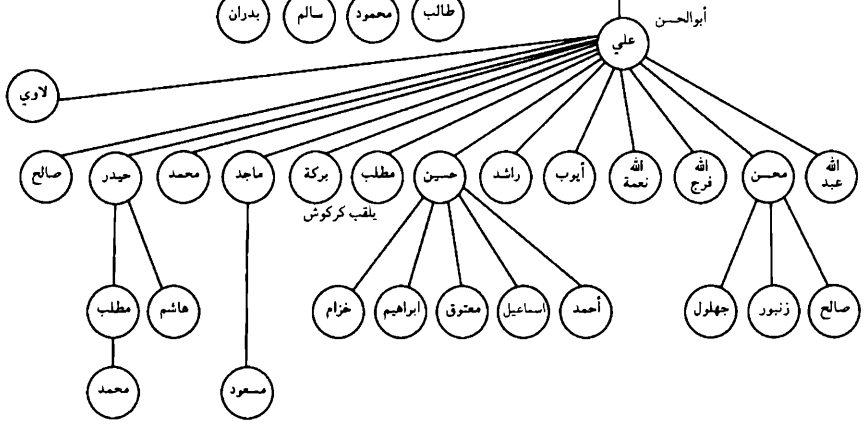 طالب
محمود
سالم
بدران
أبوالحسن
علي
لاوي
الله
عبد
محسن
الله
فرج
الله
نعمة
أيوب
راشد
حسين
مطلب
بركة
ماجد
محمد
حيدر
صالح
يلقب كركوش
صالح
زنبور
جهلول
أحمد
اسماعيل
معتوق
ابراهيم
خزام
هاشم
مطلب
مسعود
محمد